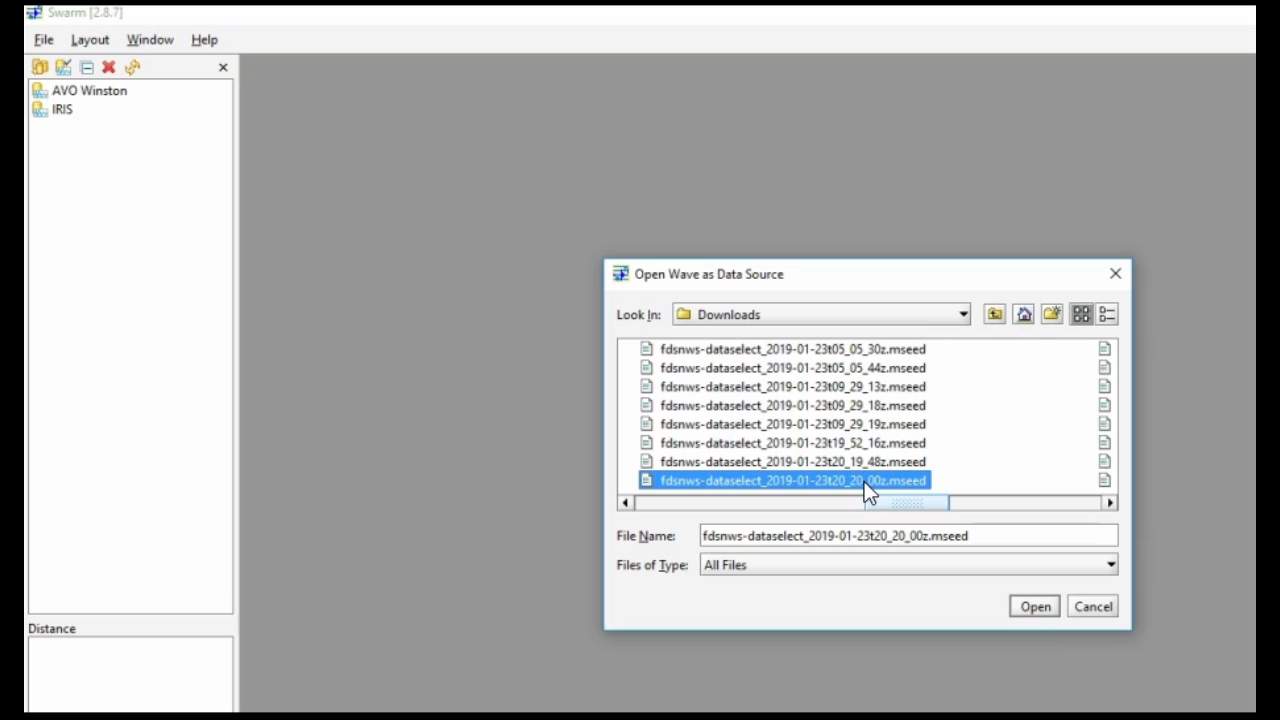 Swarm [2.8.7]
File Layout Window Help
AVO Winston
IRIS
Distance
Open Wave as Data Source
Look In: Downloads
fdsnws-dataselect_2019-01-23t05_05_30z.mseed
fdsnws-dataselect_2019-01-23t05_05_44z.mseed
fdsnws-dataselect_2019-01-23t09_29_13z.mseed
fdsnws-dataselect_2019-01-23t09_29_18z.mseed
fdsnws-dataselect_2019-01-23t09_29_19z.mseed
fdsnws-dataselect_2019-01-23t19_52_16z.mseed
fdsnws-dataselect_2019-01-23t20_19_48z.mseed
fdsnws-dataselect_2019-01-23t20_20_00z.mseed
File Name: fdsnws-dataselect_2019-01-23t20_20_00z.mseed
Files of Type: All Files
Open Cancel